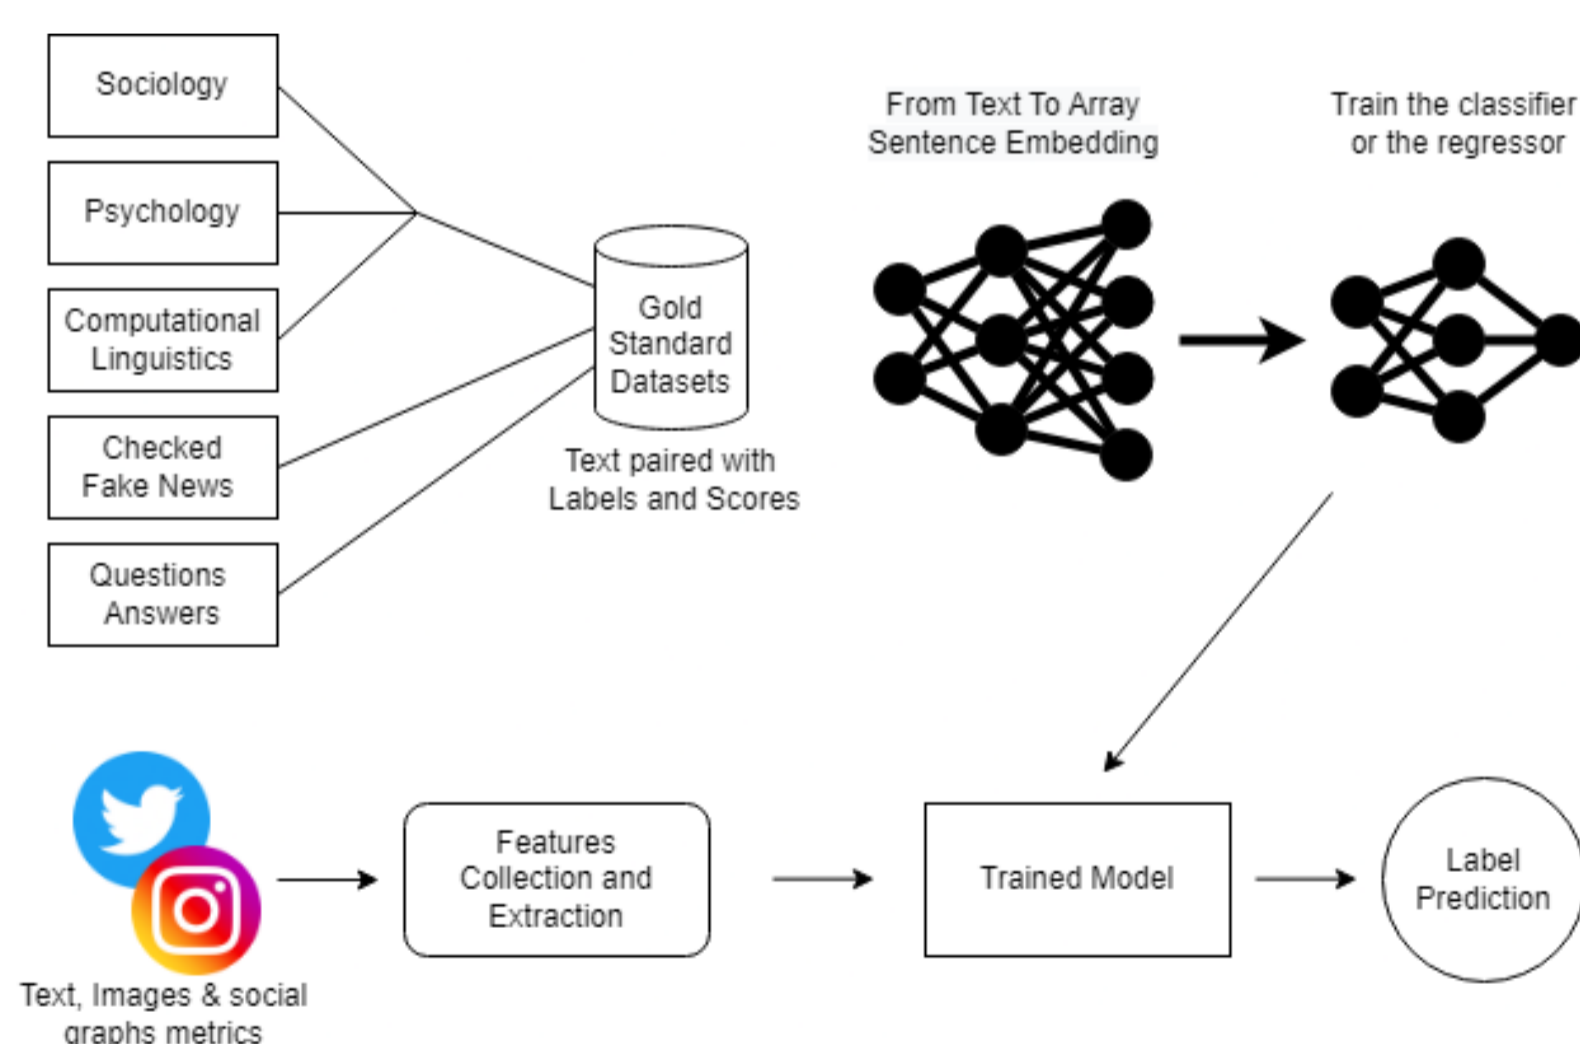 Sociology
Psychology
Computational
Linguistics
Checked
Fake News
Questions
Answers
Gold
Standard
Datasets
Text paired with
Labels and Scores
From Text To Array
Sentence Embedding
Train the classifier
or the regressor
Text, Images & social
graphs metrics
Features
Collection and
Extraction
Trained Model
Label
Prediction